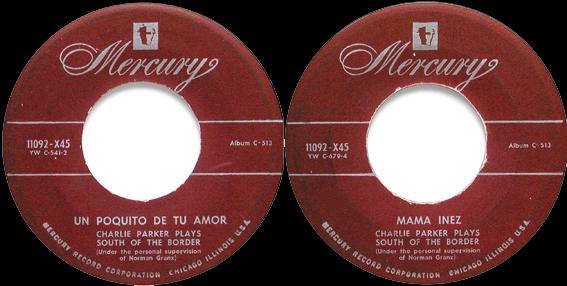 Mercury
11092-X45
YW C-541-2
Album C-513
UN POQUITO DE TU AMOR
CHARLIE PARKER PLAYS
SOUTH OF THE BORDER
(Under the personal supervision
of Norman Granz)
MERCURY RECORD CORPORATION CHICAGO ILLINOIS U.S.A.
Mercury
11092-X45
YW C-679-4
Album C-513
MAMA INEZ
CHARLIE PARKER PLAYS
SOUTH OF THE BORDER
(Under the personal supervision
of Norman Granz)
MERCURY RECORD CORPORATION CHICAGO ILLINOIS U.S.A.